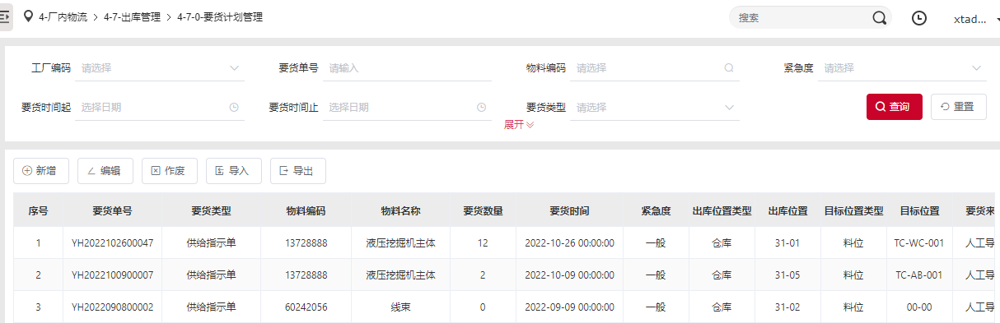 4-厂内物流 > 4-7-出库管理 > 4-7-0-要货计划管理 搜索 xtad...
工厂编码 请选择 要货单号 请输入 物料编码 请选择 紧急度 请选择
要货时间起 选择日期 要货时间止 选择日期 要货类型 请选择 查询 重置
展开
新增 编辑 作废 导入 导出
序号 要货单号 要货类型 物料编码 物料名称 要货数量 要货时间 紧急度 出库位置类型 出库位置 目标位置类型 目标位置 要货来
1 YH2022102600047 供给指示单 13728888 液压挖掘机主体 12 2022-10-26 00:00:00 一般 仓库 31-01 料位 TC-WC-001 人工导
2 YH2022100900007 供给指示单 13728888 液压挖掘机主体 2 2022-10-09 00:00:00 一般 仓库 31-05 料位 TC-AB-001 人工导
3 YH2022090800002 供给指示单 60242056 线束 0 2022-09-09 00:00:00 一般 仓库 31-02 料位 00-00 人工导